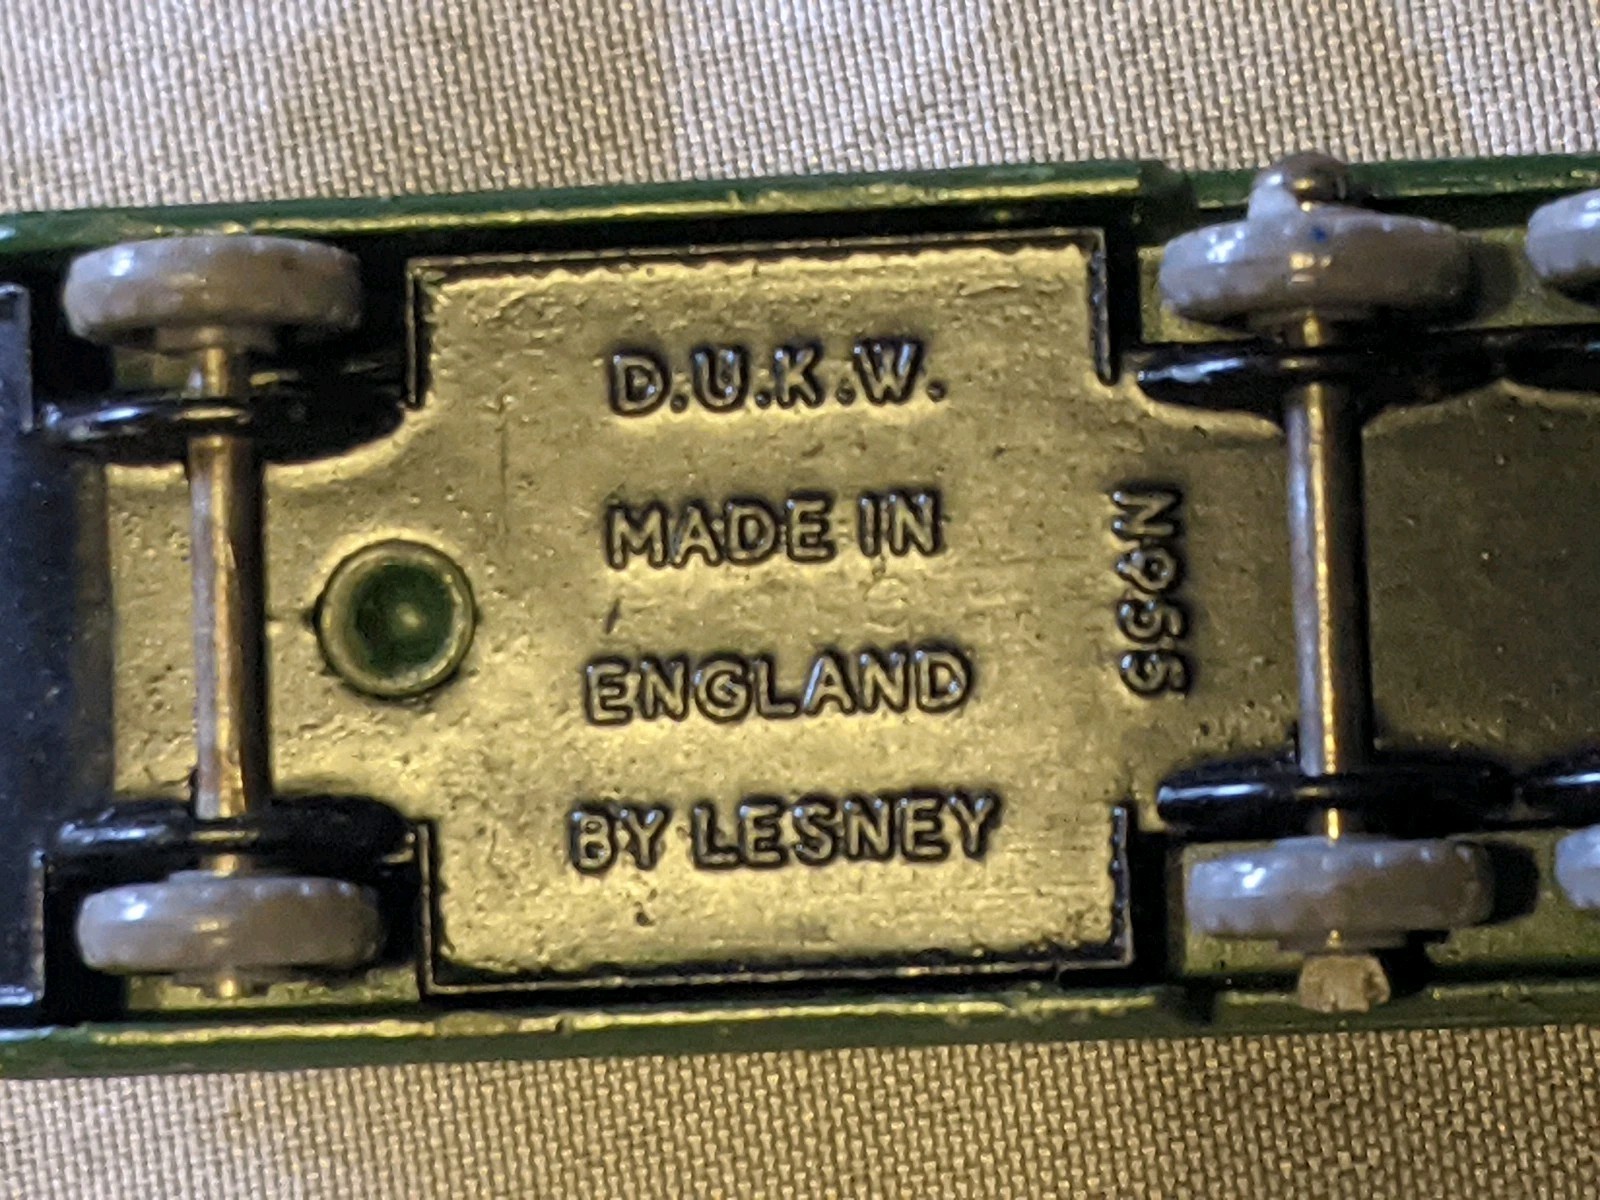 D.U.K.W.
MADE IN
ENGLAND
BY LESNEY
Nº55